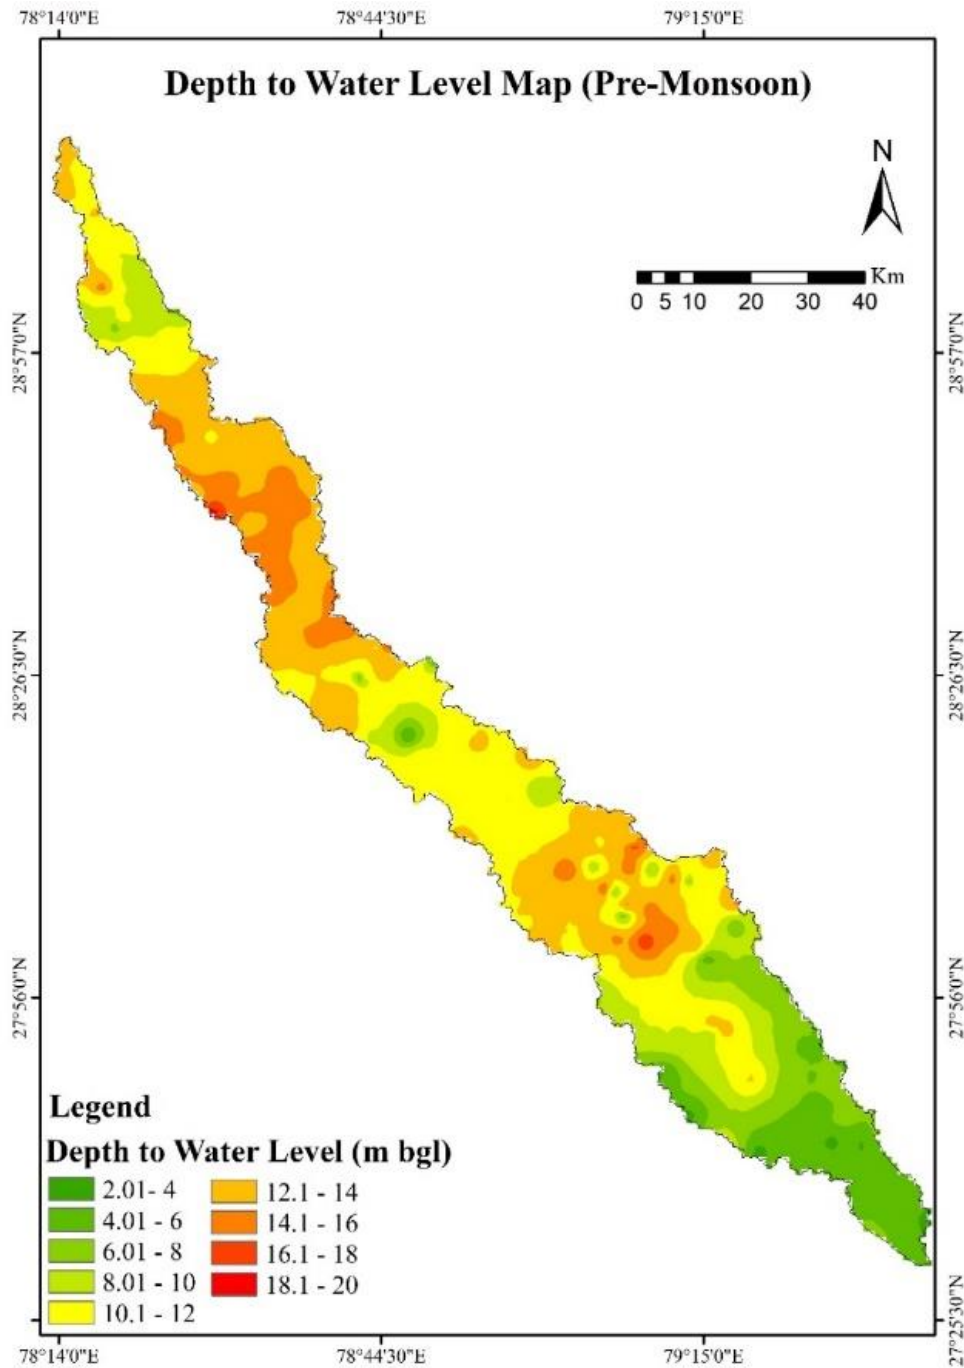 78°14'0"E
78°44'30"E
79°15'0"E
Depth to Water Level Map (Pre-Monsoon)
N
Km
0 5 10 20 30 40
28°57'0"N
28°57'0"N
28°26'30"N
28°26'30"N
27°56'0"N
27°56'0"N
27°25'30"N
Legend
Depth to Water Level (m bgl)
2.01- 4
4.01 - 6
6.01 - 8
8.01 - 10
10.1 - 12
12.1 - 14
14.1 - 16
16.1 - 18
18.1 - 20
78°14'0"E
78°44'30"E
79°15'0"E